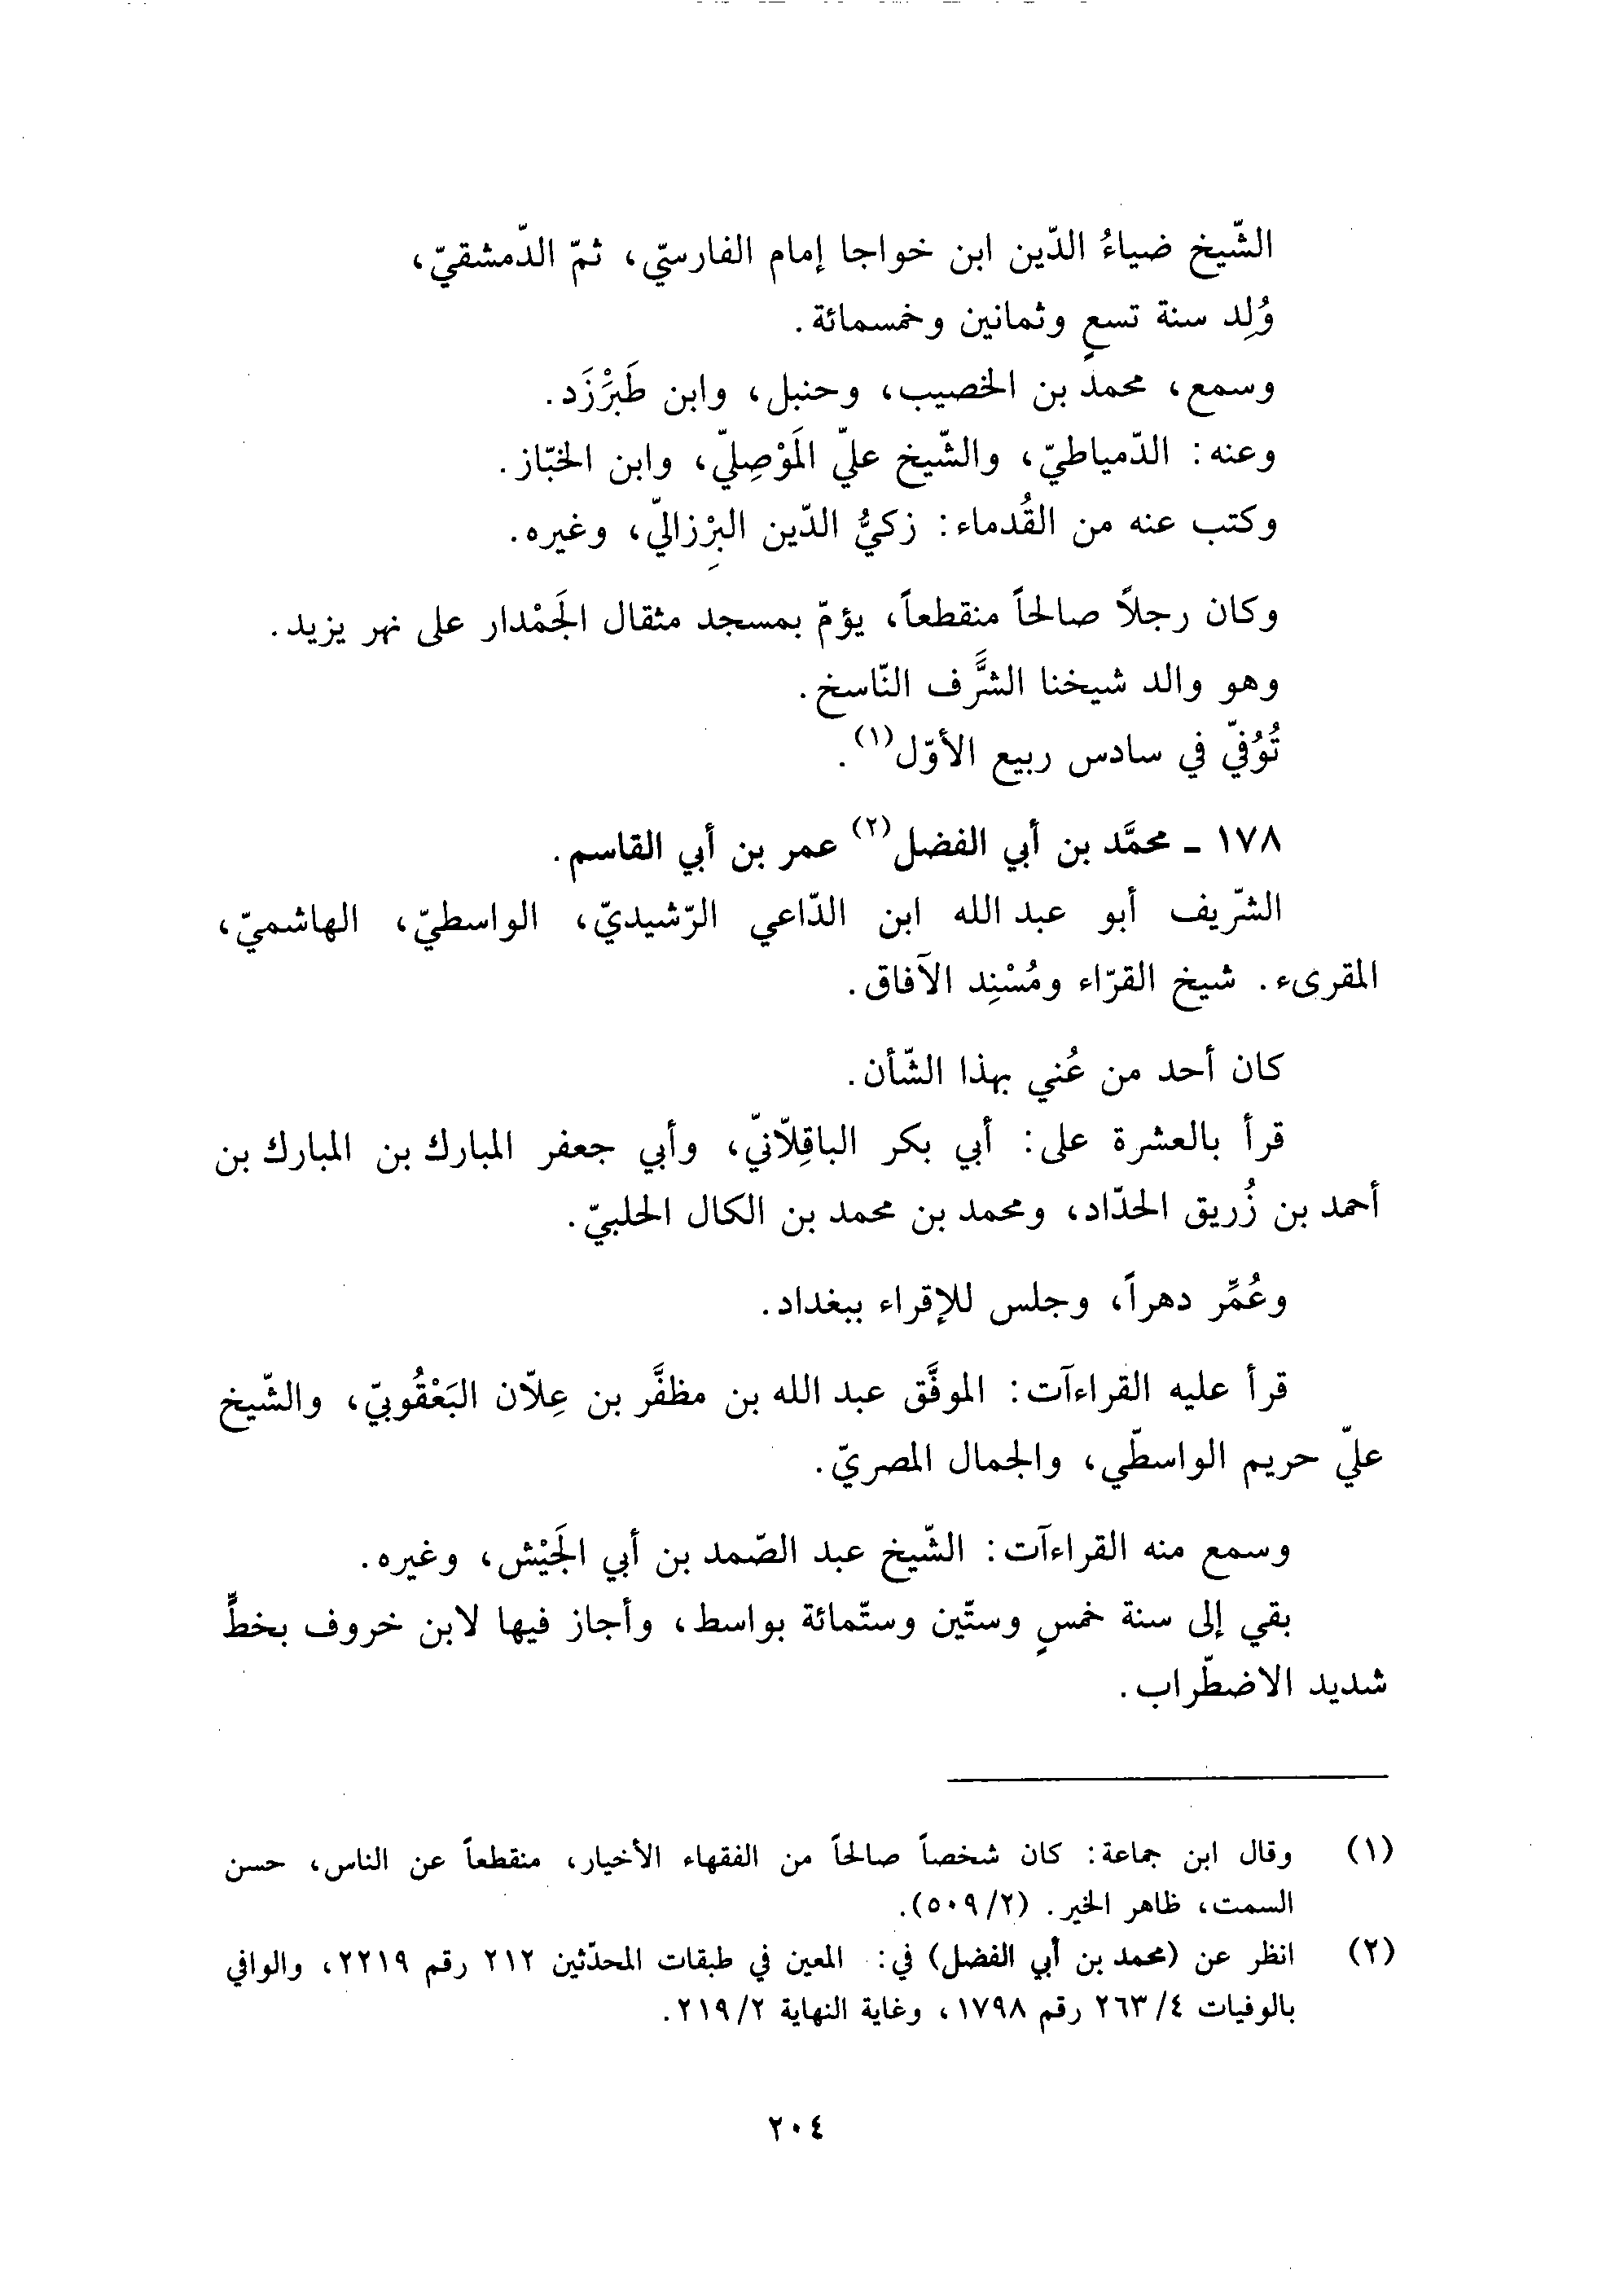 الشّيخ ضياءُ الدّين ابن خواجا إمام الفارسيّ، ثمّ الدّمشقيّ،
وُلِد سنة تسعٍ وثمانين وخمسمائة.
وسمع، محمد بن الخصيب، وحنبل، وابن طَبَرْزَد.
وعنه: الدّمياطيّ، والشّيخ عليّ المَوْصِليّ، وابن الخبّاز.
وكتب عنه من القُدماء: زكيُّ الدّين البِرْزاليّ، وغيره.
وكان رجلاً صالحاً منقطعاً، يؤمّ بمسجد مثقال الجَمْدار على نهر يزيد.
وهو والد شيخنا الشَّرَف النّاسخ.
تُوُفّي في سادس ربيع الأوّل(١).
١٧٨ ـ محمَّد بن أبي الفضل(٢) عمر بن أبي القاسم.
الشّريف أبو عبد الله ابن الدّاعي الرّشيديّ، الواسطيّ، الهاشميّ،
المقرىء. شيخ القرّاء ومُسْنِد الآفاق.
كان أحد من عُني بهذا الشّأن.
قرأ بالعشرة على: أبي بكر الباقِلّانيّ، وأبي جعفر المبارك بن المبارك بن
أحمد بن زُريق الحدّاد، ومحمد بن محمد بن الكال الحلبيّ.
وعُمِّر دهراً، وجلس للإقراء ببغداد.
قرأ عليه القراءآت: الموفَّق عبد الله بن مظفَّر بن عِلّان البَعْقُوبيّ، والشّيخ
عليّ حريم الواسطّي، والجمال المصريّ.
وسمع منه القراءآت: الشّيخ عبد الصّمد بن أبي الجَيْش، وغيره.
بقي إلى سنة خمسٍ وستّين وستّمائة بواسط، وأجاز فيها لابن خروف بخطٍّ
شديد الاضطّراب.
(١) وقال ابن جماعة: كان شخصاً صالحاً من الفقهاء الأخيار، منقطعاً عن الناس، حسن
السمت، ظاهر الخير. (٥٠٩/٢).
(٢) انظر عن (محمد بن أبي الفضل) في: المعين في طبقات المحدّثين ٢١٢ رقم ٢٢١٩، والوافي
بالوفيات ٤/ ٢٦٣ رقم ١٧٩٨، وغاية النهاية ٢١٩/٢.
٢٠٤